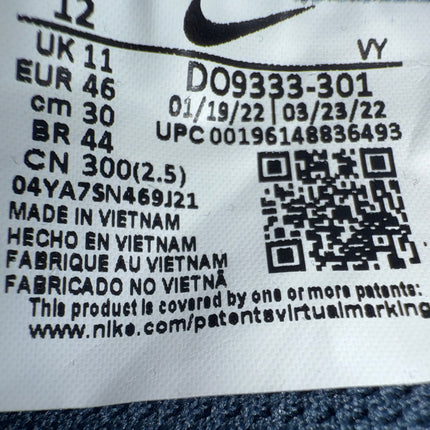 12
UK 11 VY
EUR 46 DO9333-301
cm 30 01/19/22 03/23/22
BR 44 UPC 00196148836493
CN 300(2.5)
04YA7SN469J21
MADE IN VIETNAM
HECHO EN VIETNAM
FABRIQUE AU VIETNAM
FABRICADO NO VIETNÃ
This product is covered by one or more patents:
www.nike.com/patentsvirtualmarking